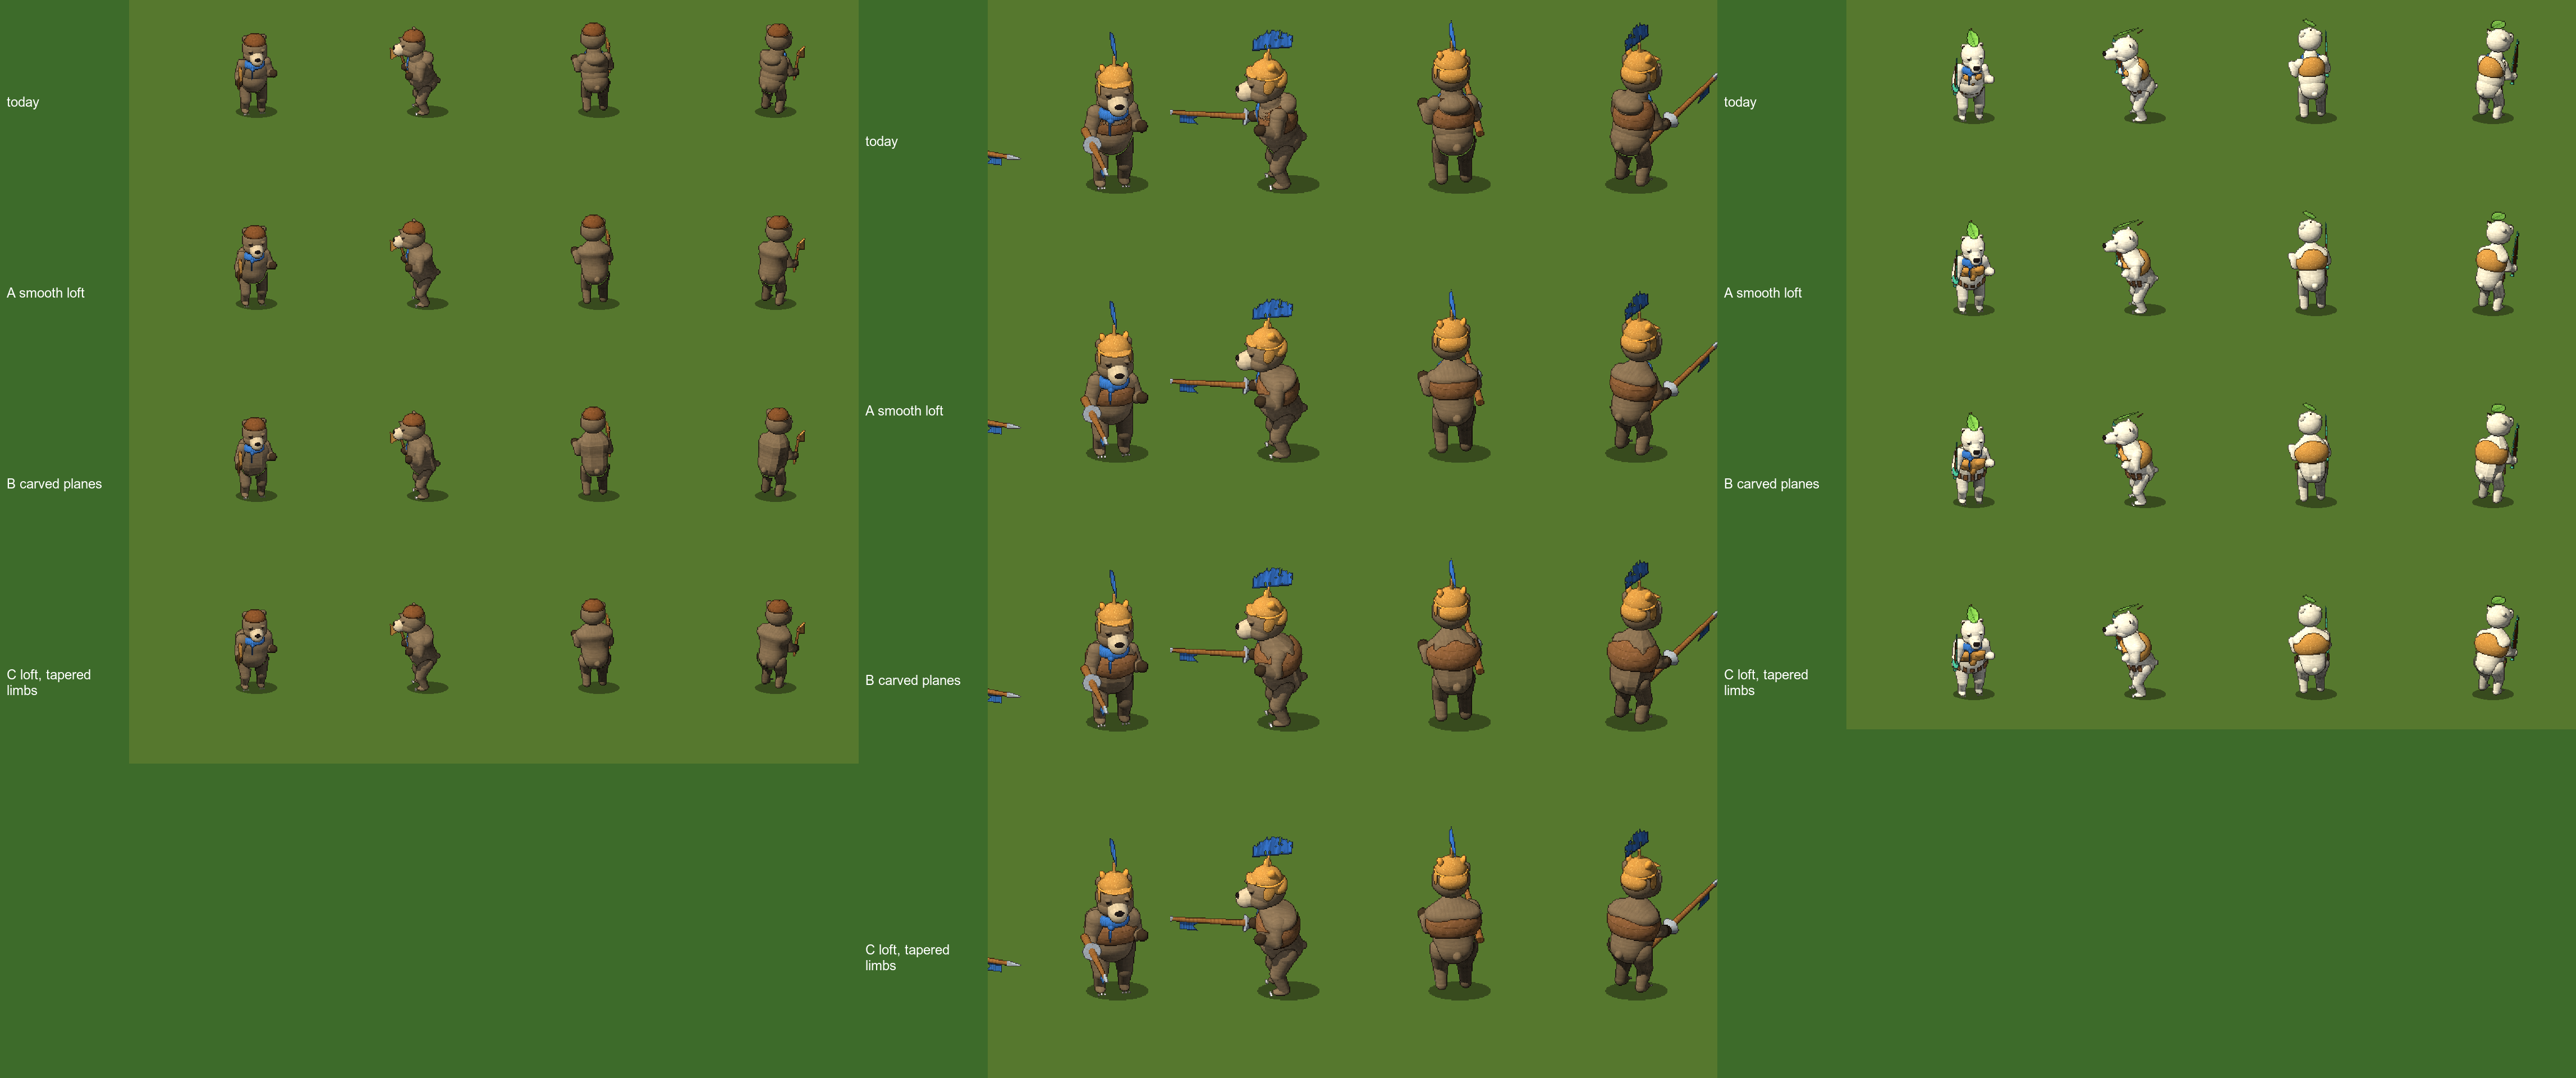 today
A smooth loft
B carved planes
C loft, tapered
limbs
today
A smooth loft
B carved planes
C loft, tapered
limbs
today
A smooth loft
B carved planes
C loft, tapered
limbs